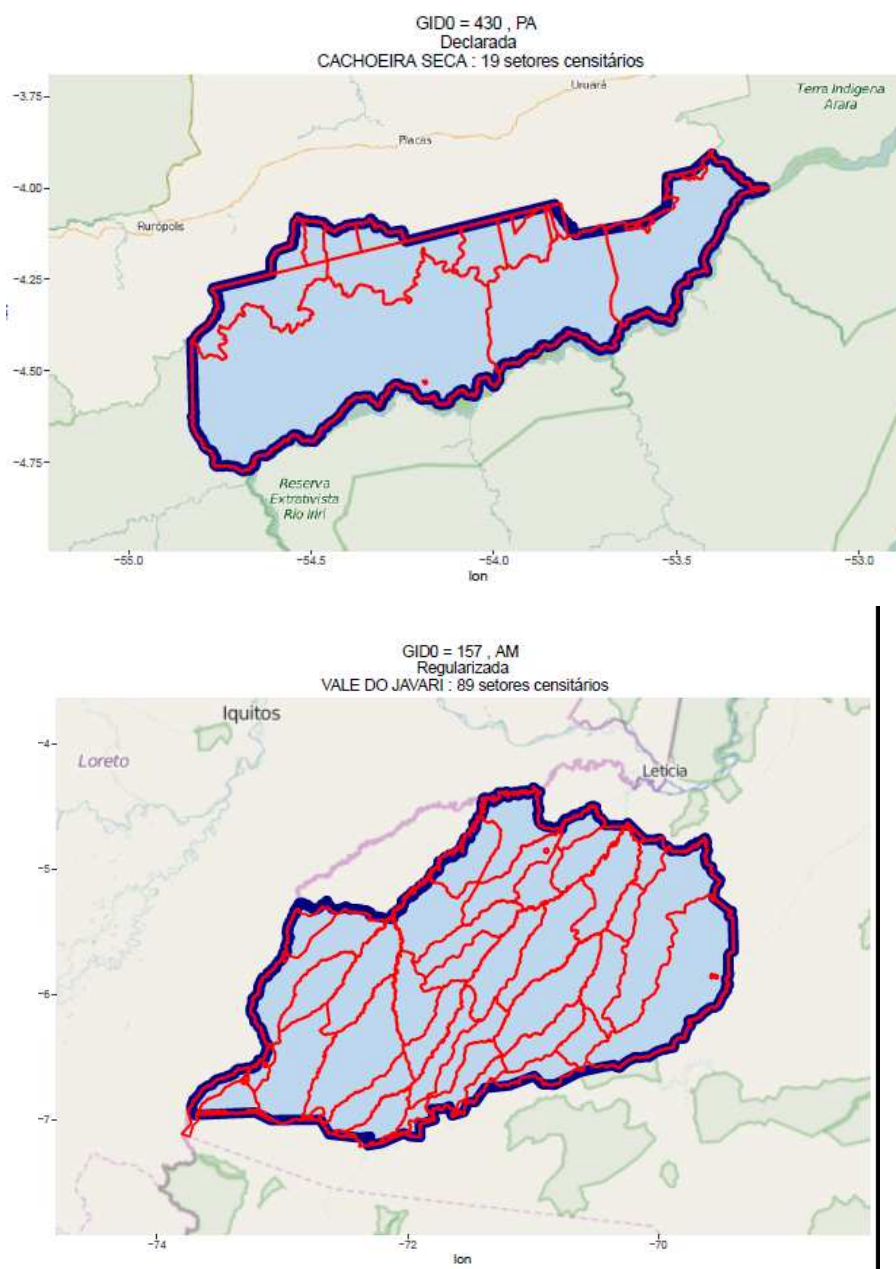 GID0 = 430 , PA
Declarada
CACHOEIRA SECA : 19 setores censitários
Uruará
Terra Indigena
Arara
Placas
Rurópolis
Reserva
Extrativista
Rio Iriri
−3.75
−4.00
−4.25
−4.50
−4.75
−55.0
−54.5
−54.0
−53.5
−53.0
lon
GID0 = 157 , AM
Regularizada
VALE DO JAVARI : 89 setores censitários
Iquitos
Loreto
Leticia
−4
−5
−6
−7
−74
−72
−70
lon